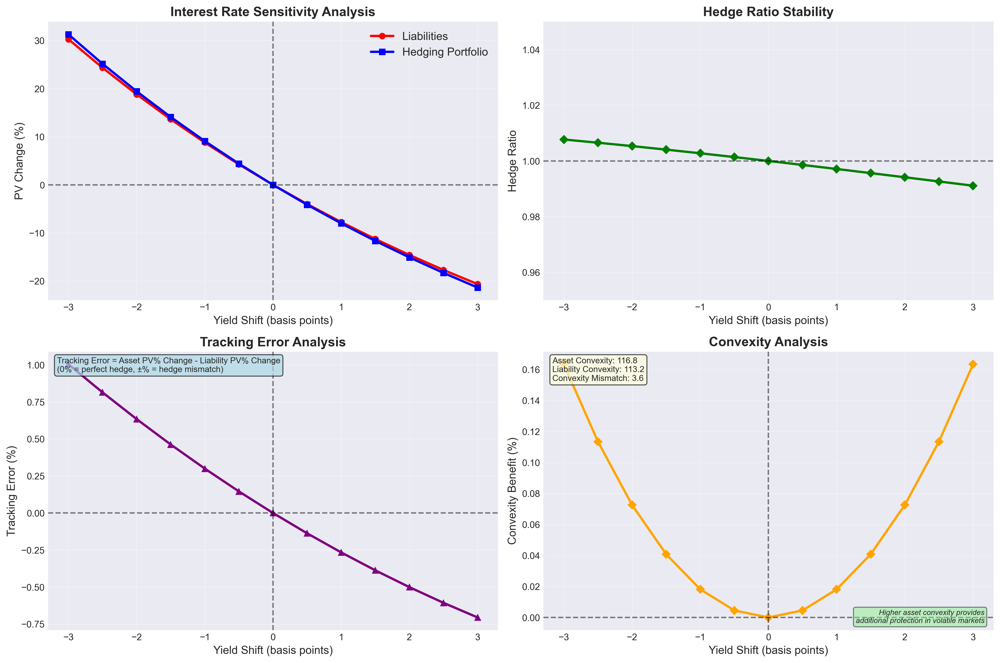 Interest Rate Sensitivity Analysis
Liabilities
Hedging Portfolio
PV Change (%)
30
20
10
0
−10
−20
−3 −2 −1 0 1 2 3
Yield Shift (basis points)
Hedge Ratio Stability
Hedge Ratio
1.04
1.02
1.00
0.98
0.96
−3 −2 −1 0 1 2 3
Yield Shift (basis points)
Tracking Error Analysis
Tracking Error = Asset PV% Change - Liability PV% Change
(0% = perfect hedge, ±% = hedge mismatch)
Tracking Error (%)
1.00
0.75
0.50
0.25
0.00
−0.25
−0.50
−0.75
−3 −2 −1 0 1 2 3
Yield Shift (basis points)
Convexity Analysis
Asset Convexity: 116.8
Liability Convexity: 113.2
Convexity Mismatch: 3.6
Convexity Benefit (%)
0.16
0.14
0.12
0.10
0.08
0.06
0.04
0.02
0.00
Higher asset convexity provides
additional protection in volatile markets
−3 −2 −1 0 1 2 3
Yield Shift (basis points)